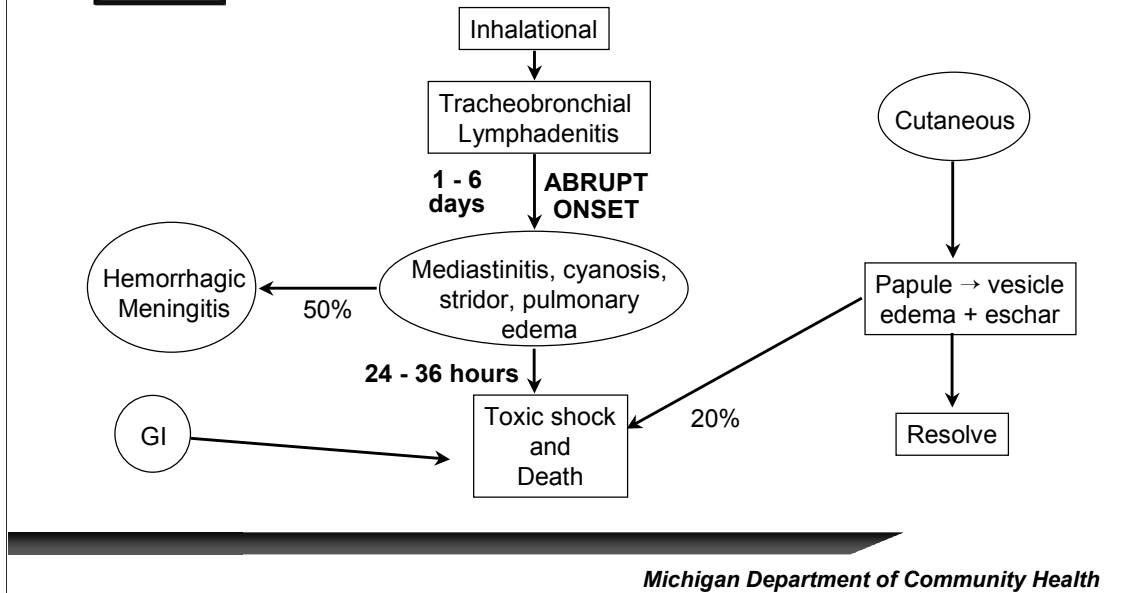 Inhalational
Tracheobronchial
Lymphadenitis
Cutaneous
1 - 6
days
ABRUPT
ONSET
Hemorrhagic
Meningitis
50%
Mediastinitis, cyanosis,
stridor, pulmonary
edema
Papule → vesicle
edema + eschar
24 - 36 hours
GI
Toxic shock
and
Death
20%
Resolve
Michigan Department of Community Health